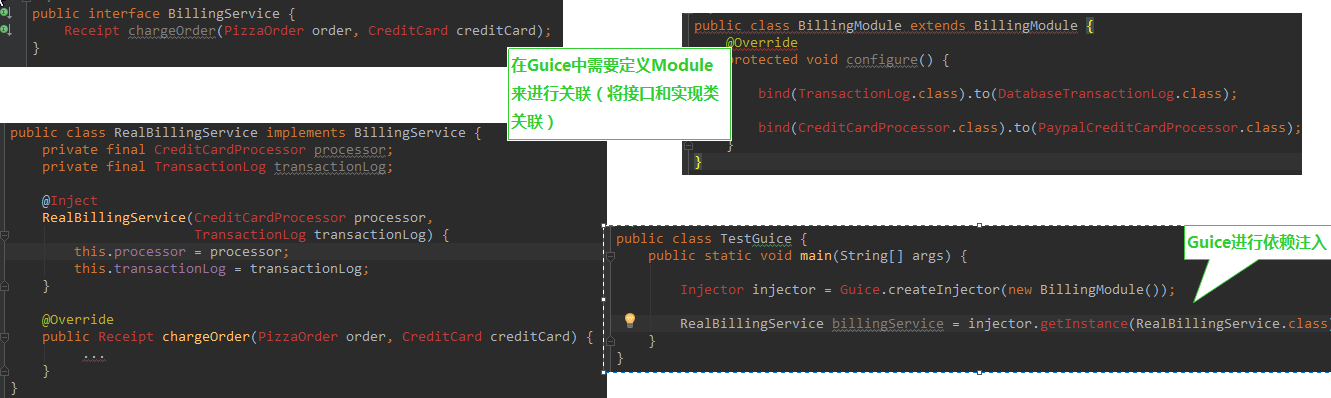 public interface BillingService {
Receipt chargeOrder(PizzaOrder order, CreditCard creditCard);
}
在Guice中需要定义Module
来进行关联（将接口和实现类
关联）
public class BillingModule extends BillingModule {
@Override
protected void configure() {
bind(TransactionLog.class).to(DatabaseTransactionLog.class);
bind(CreditCardProcessor.class).to(PaypalCreditCardProcessor.class);
}
}
public class RealBillingService implements BillingService {
private final CreditCardProcessor processor;
private final TransactionLog transactionLog;
@Inject
RealBillingService(CreditCardProcessor processor,
TransactionLog transactionLog) {
this.processor = processor;
this.transactionLog = transactionLog;
}
@Override
public Receipt chargeOrder(PizzaOrder order, CreditCard creditCard) {
...
}
}
public class TestGuice {
public static void main(String[] args) {
Injector injector = Guice.createInjector(new BillingModule());
RealBillingService billingService = injector.getInstance(RealBillingService.class
}
}
Guice进行依赖注入